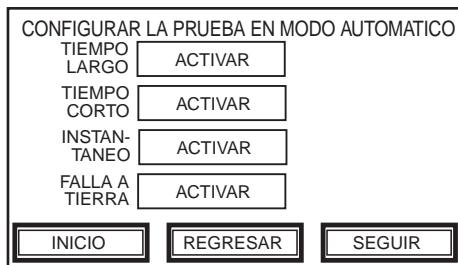 CONFIGURAR LA PRUEBA EN MODO AUTOMATICO
TIEMPO
LARGO ACTIVAR
TIEMPO
CORTO ACTIVAR
INSTAN-
TANEO ACTIVAR
FALLA A
TIERRA ACTIVAR
INICIO REGRESAR SEGUIR